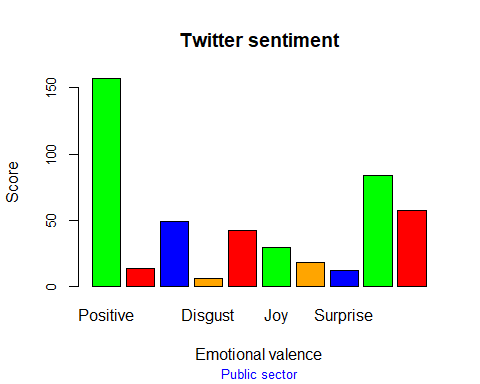 Twitter sentiment
Score
150
100
50
0
Positive Disgust Joy Surprise
Emotional valence
Public sector